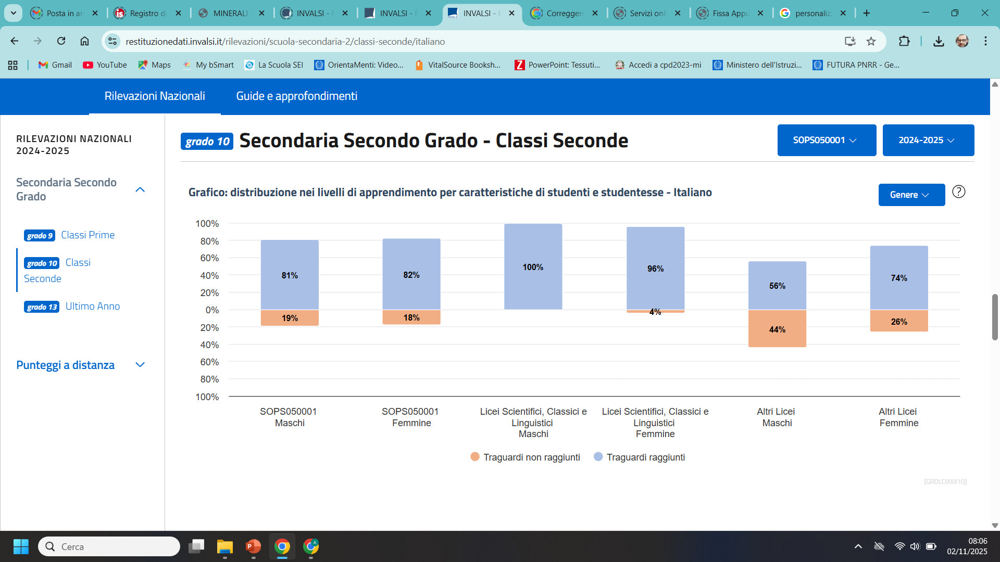 Posta in ar
Registro di
MINERALI
INVALSI - P
INVALSI - P
INVALSI - P
Correggere
Servizi onli
Fissa Appu
personaliz
restituzionedati.invalsi.it/rilevazioni/scuola-secondaria-2/classi-seconde/italiano
Gmail
YouTube
Maps
My bSmart
La Scuola SEI
OrientaMenti: Video...
VitalSource Booksh...
PowerPoint: Tessuti...
Accedi a cpd2023-mi
Ministero dell'Istruzi...
FUTURA PNRR - Ge...
Rilevazioni Nazionali
Guide e approfondimenti
RILEVAZIONI NAZIONALI
2024-2025
Secondaria Secondo
Grado
grado 9 Classi Prime
grado 10 Classi
Seconde
grado 13 Ultimo Anno
Punteggi a distanza
grado 10 Secondaria Secondo Grado - Classi Seconde
SOPS050001
2024-2025
Grafico: distribuzione nei livelli di apprendimento per caratteristiche di studenti e studentesse - Italiano
Genere
?
100%
80%
60%
40%
20%
0%
20%
40%
60%
80%
100%
81%
19%
82%
18%
100%
96%
4%
56%
44%
74%
26%
SOPS050001
Maschi
SOPS050001
Femmine
Licei Scientifici, Classici e
Linguistici
Maschi
Licei Scientifici, Classici e
Linguistici
Femmine
Altri Licei
Maschi
Altri Licei
Femmine
Traguardi non raggiunti
Traguardi raggiunti
[GRDLCIXXX10]
Cerca
08:06
02/11/2025